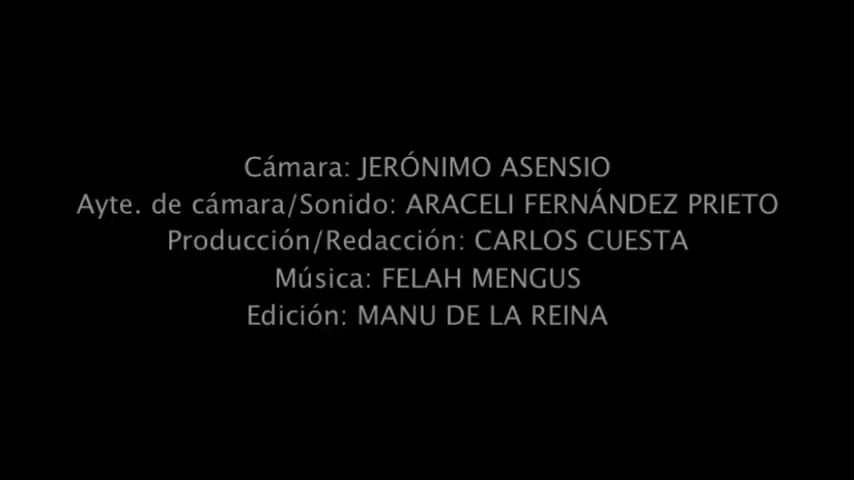 Cámara: JERÓNIMO ASENSIO
Ayte. de cámara/Sonido: ARACELI FERNÁNDEZ PRIETO
Producción/Redacción: CARLOS CUESTA
Música: FELAH MENGUS
Edición: MANU DE LA REINA